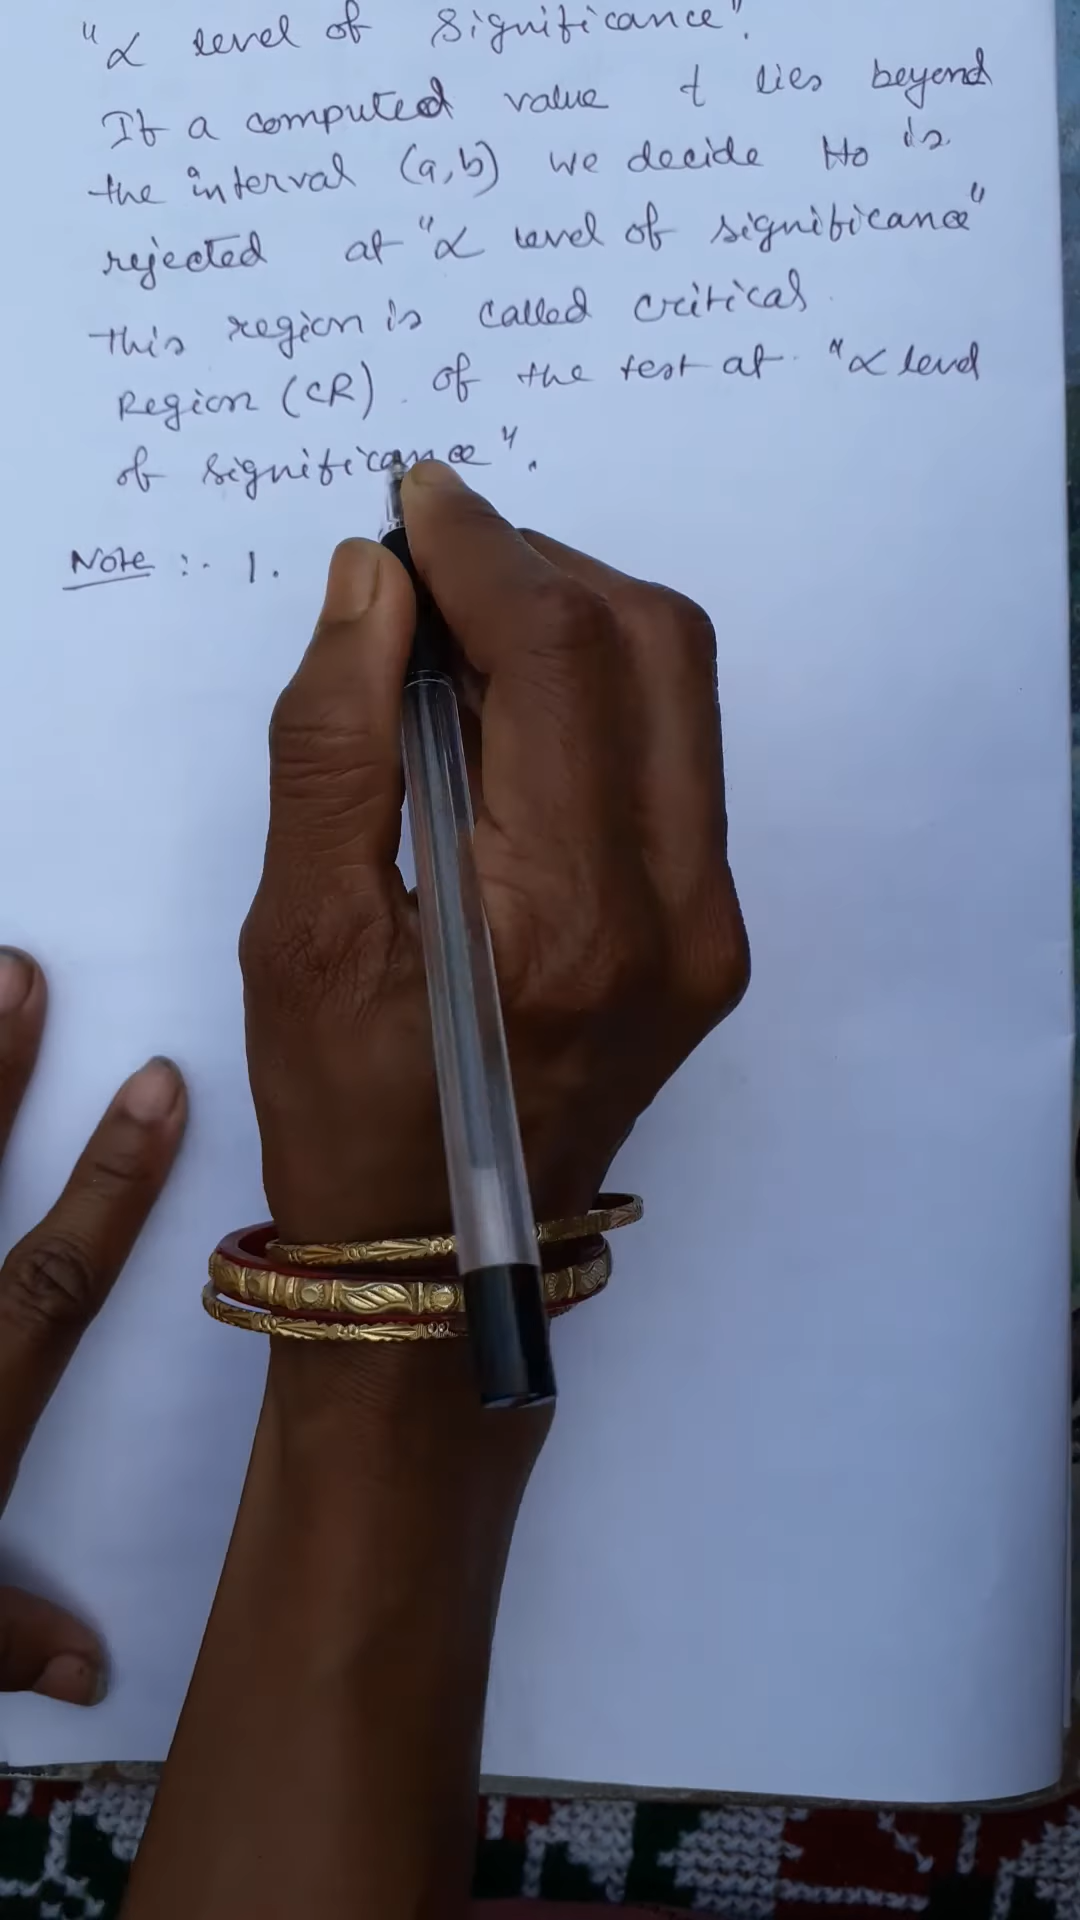 "α level of significance".
If a computed value t lies beyond
the interval (a,b) we decide Ho is
rejected at "α level of significance"
this region is called critical
Region (CR). of the test at "α level
of significance".
Note :- 1.